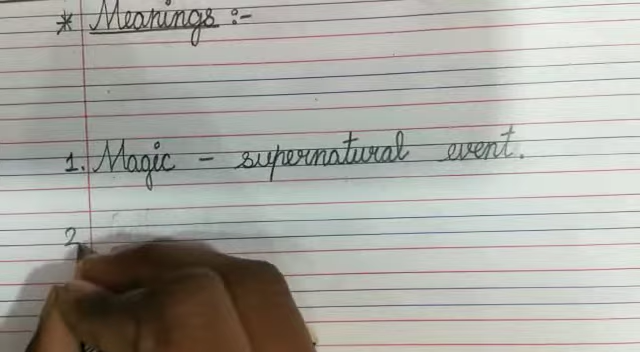 * Meanings :-
1. Magic - supernatural event.
2